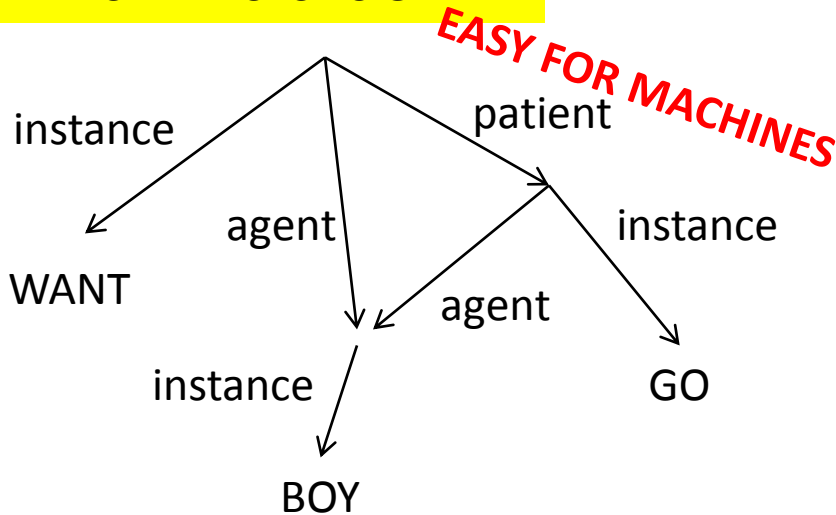 EASY FOR MACHINES
instance
patient
agent
instance
WANT
agent
instance
GO
BOY